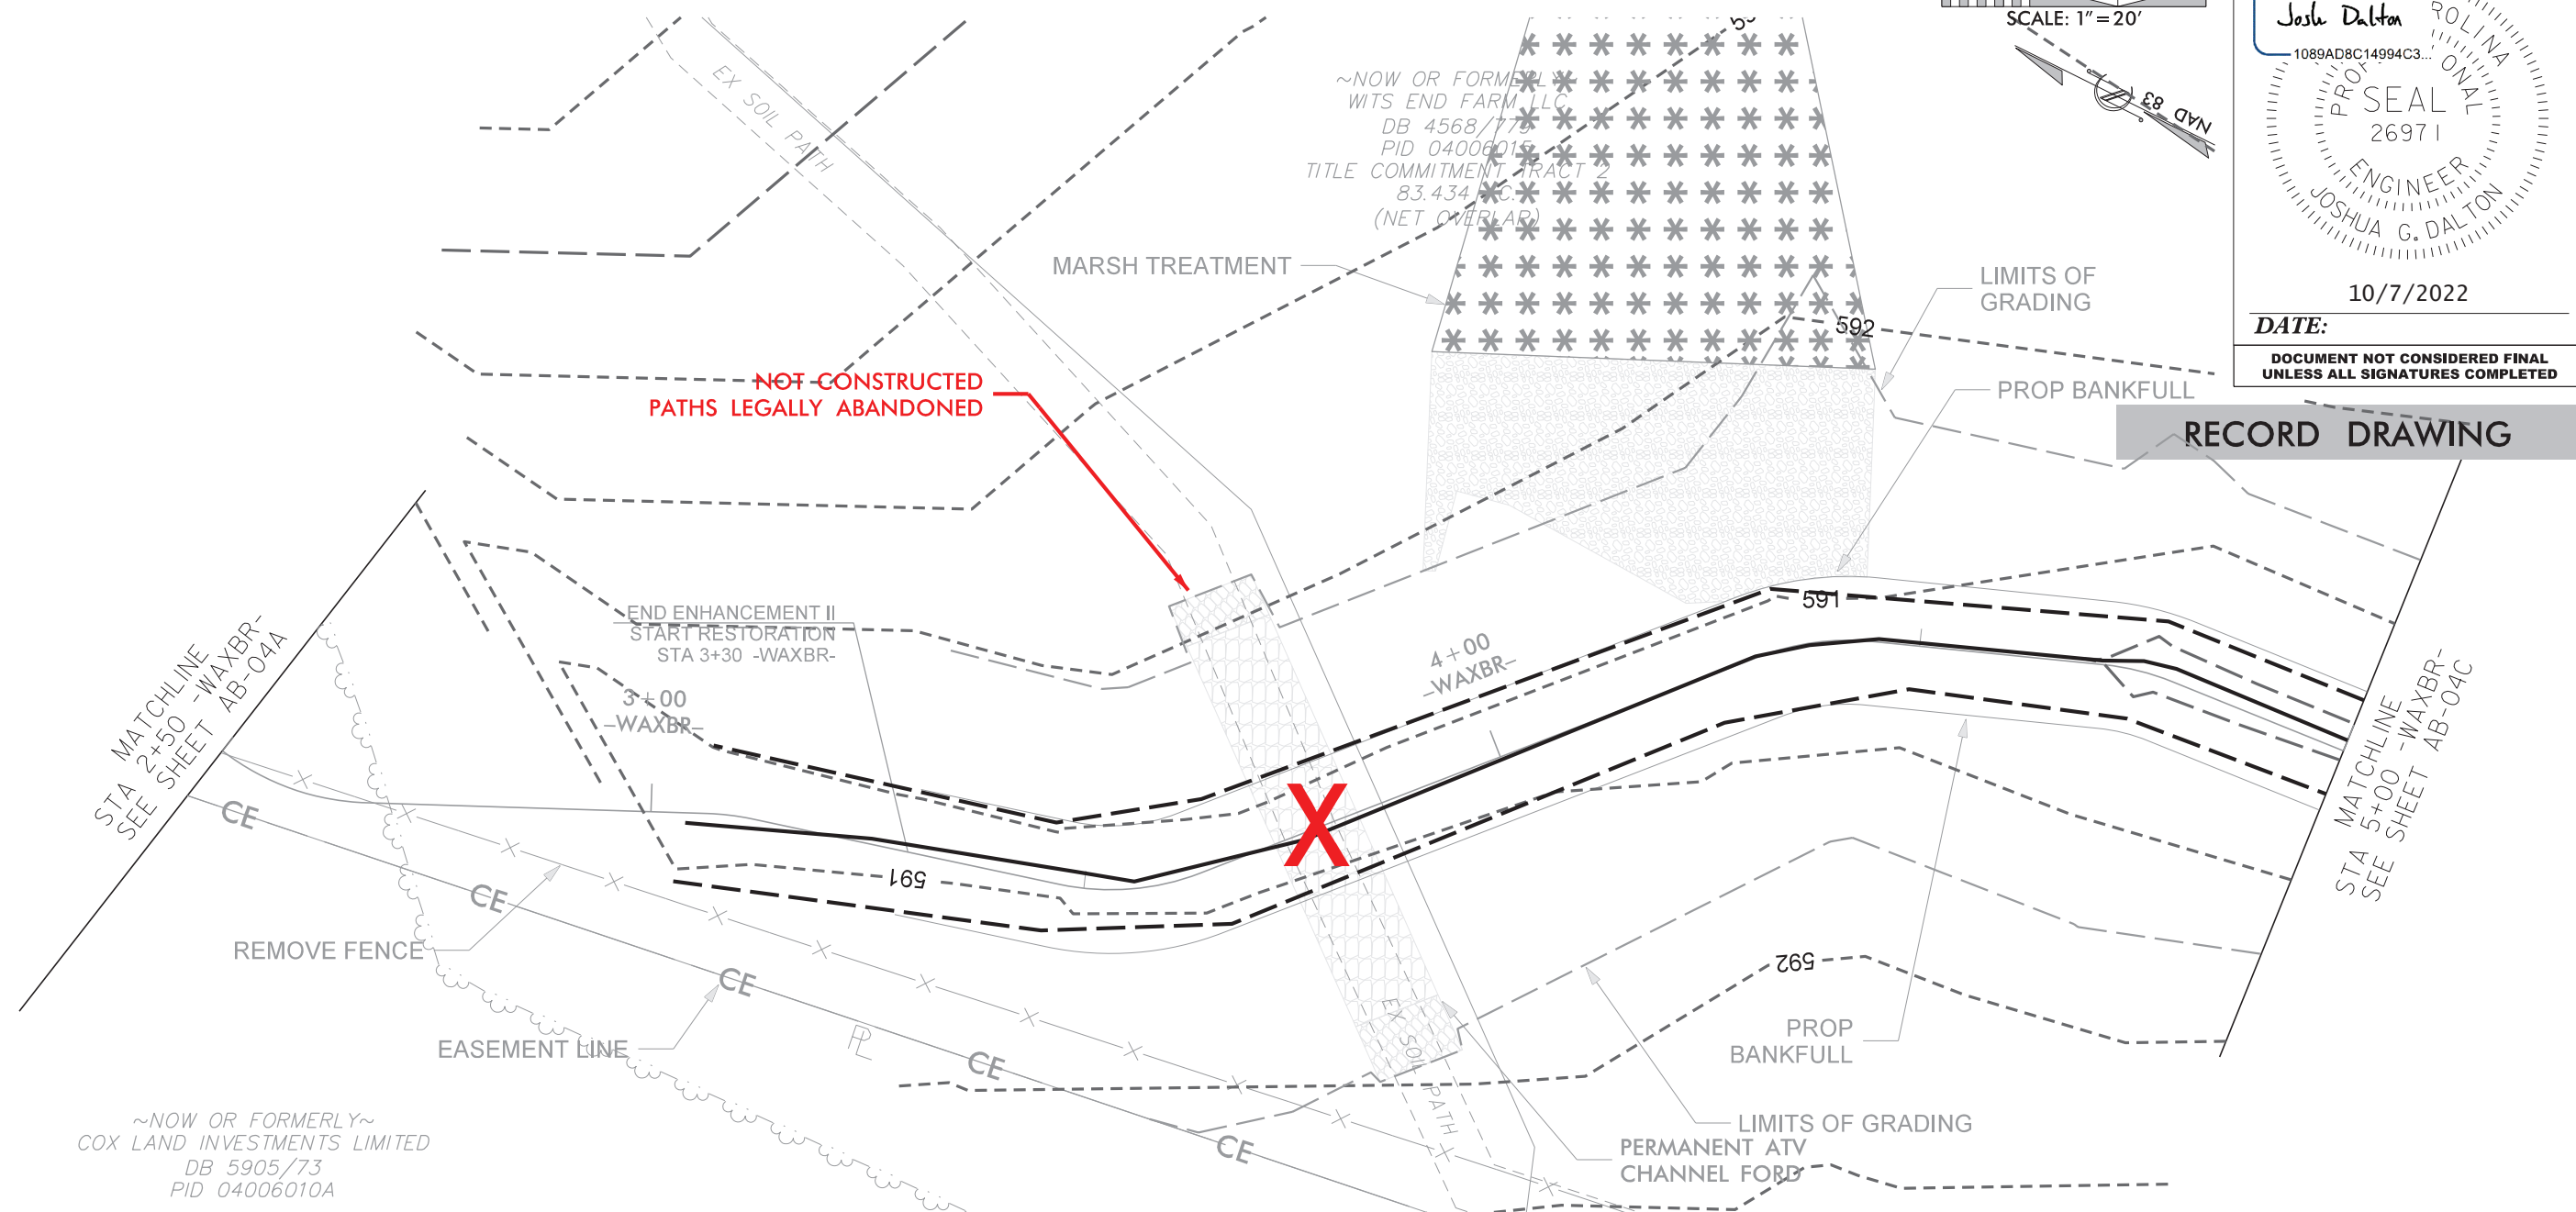 SCALE: 1"=20'
NAD 83
Josh Dalton
1089AD8C14994C3...
SEAL
26971
ENGINEER
JOSHUA G. DALTON
10/7/2022
DATE:
DOCUMENT NOT CONSIDERED FINAL
UNLESS ALL SIGNATURES COMPLETED
RECORD DRAWING
EX SOIL PATH
~NOW OR FORMERLY~
WITS END FARM LLC
DB 4568/779
TITLE COMMITMENT TRACT 2
(NET OVERLAP)
MARSH TREATMENT
LIMITS OF
GRADING
592
PROP BANKFULL
NOT CONSTRUCTED
PATHS LEGALLY ABANDONED
END ENHANCEMENT II
START RESTORATION
STA 3+30 -WAXBR-
MATCHLINE
STA 2+50 -WAXBR-
SEE SHEET AB-04A
3+00
-WAXBR-
4+00
-WAXBR-
591
591
MATCHLINE
STA 5+00 -WAXBR-
SEE SHEET AB-04C
X
CE
CE
CE
CE
CE
REMOVE FENCE
EASEMENT LINE
PL
592
PROP
BANKFULL
EX SOIL PATH
LIMITS OF GRADING
PERMANENT ATV
CHANNEL FORD
~NOW OR FORMERLY~
COX LAND INVESTMENTS LIMITED
DB 5905/73
PID 04006010A